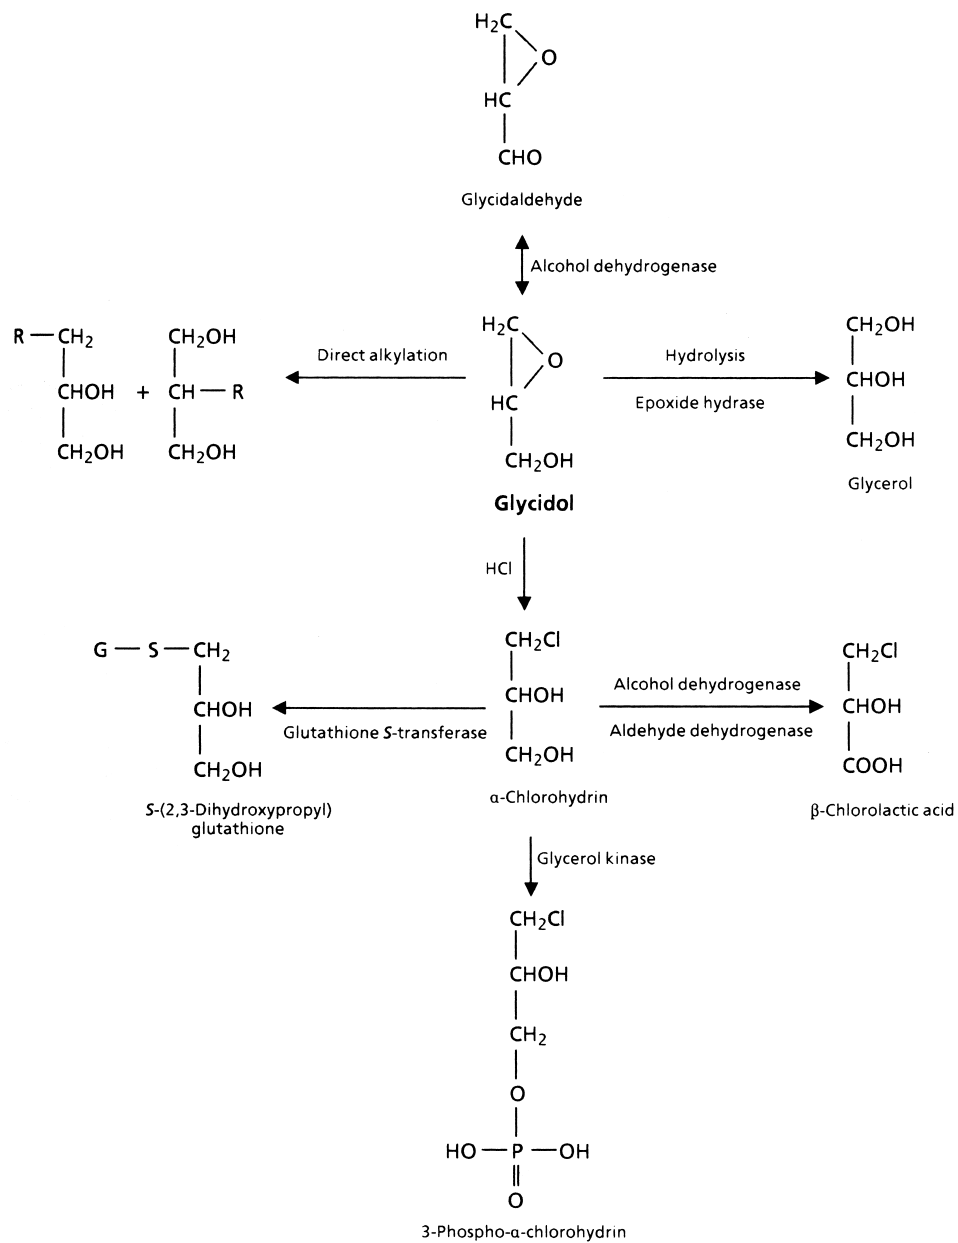 H2C
O
HC
CHO
Glycidaldehyde
Alcohol dehydrogenase
R — CH2
CHOH
CH2OH
+
CH2OH
CH — R
CH2OH
Direct alkylation
H2C
O
HC
CH2OH
Glycidol
Hydrolysis
Epoxide hydrase
CH2OH
CHOH
CH2OH
Glycerol
HCl
G — S — CH2
CHOH
CH2OH
S-(2,3-Dihydroxypropyl)
glutathione
Glutathione S-transferase
CH2Cl
CHOH
CH2OH
α-Chlorohydrin
Alcohol dehydrogenase
Aldehyde dehydrogenase
CH2Cl
CHOH
COOH
β-Chlorolactic acid
Glycerol kinase
CH2Cl
CHOH
CH2
O
HO — P — OH
O
3-Phospho-α-chlorohydrin